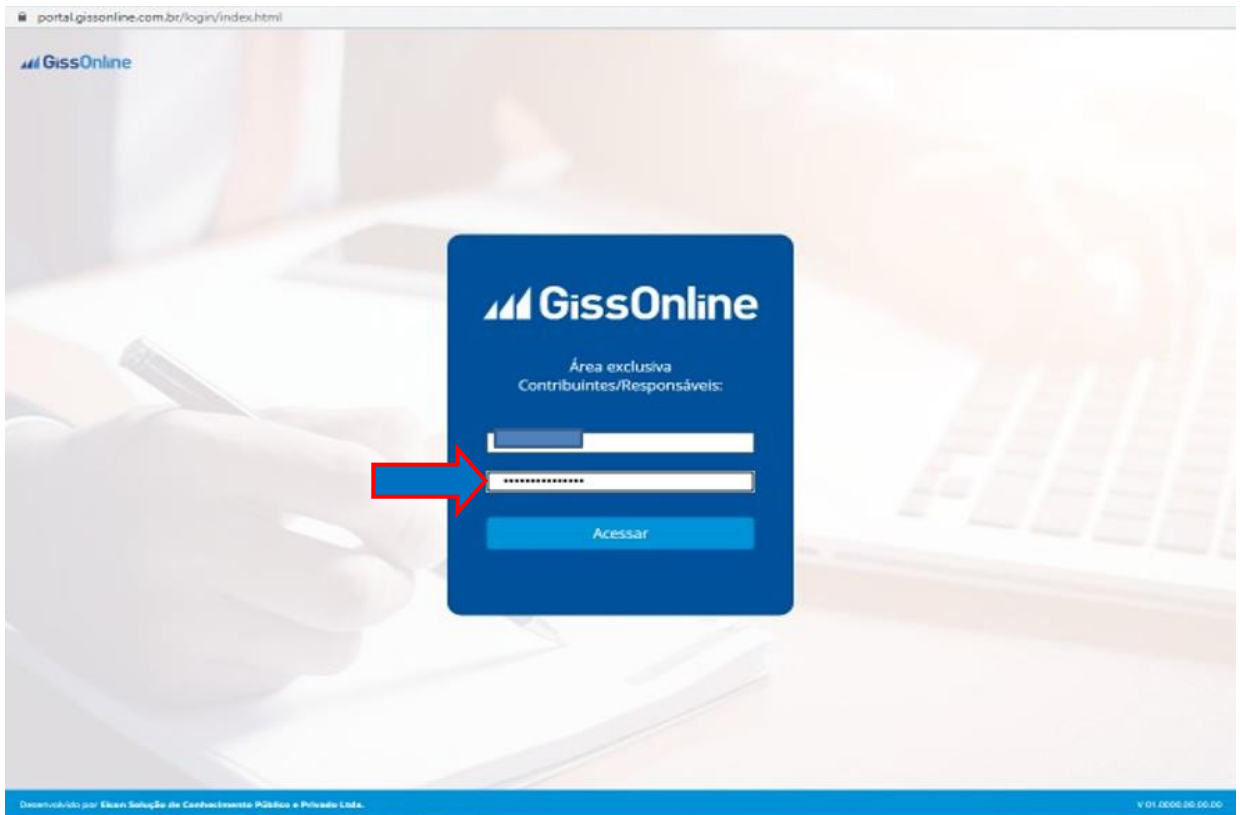 portal.gissonline.com.br/login/index.html
GissOnline
GissOnline
Área exclusiva
Contribuintes/Responsáveis:
•••••••••••••••
Acessar
Desenvolvido por Eicon Solução de Conhecimento Público e Privado Ltda.
V 01.0000.00.00.00